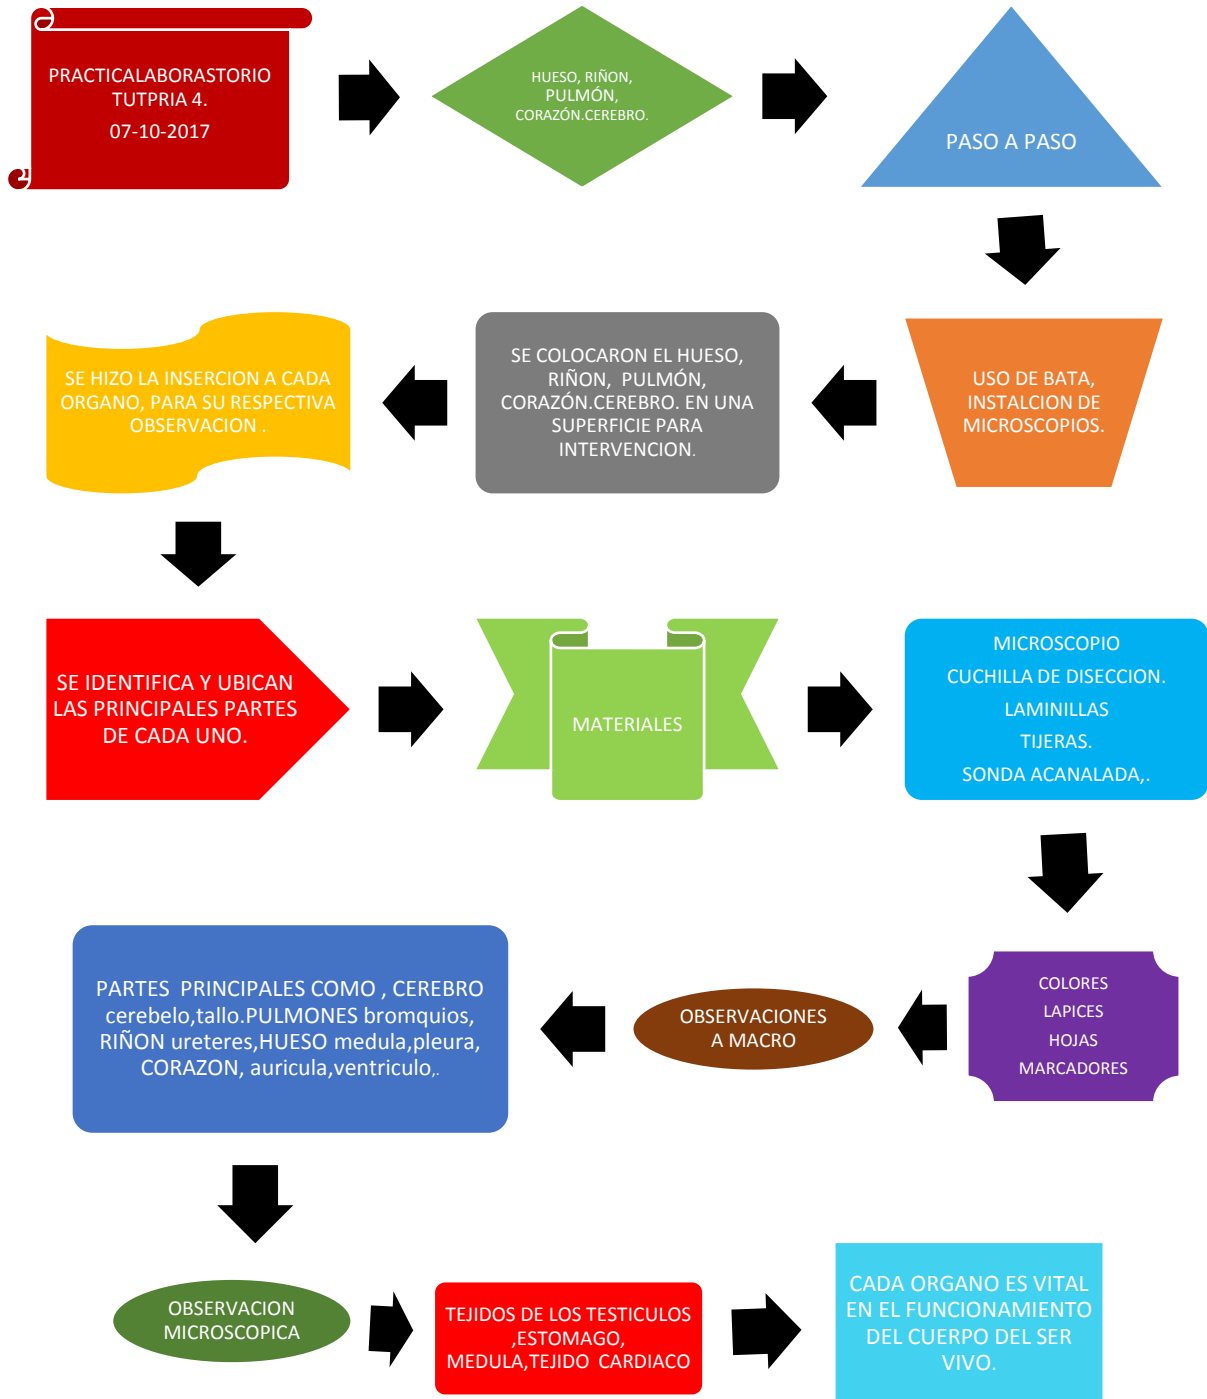 PRACTICALABORASTORIO
TUTPRIA 4.
07-10-2017
HUESO, RIÑON,
PULMÓN,
CORAZÓN.CEREBRO.
PASO A PASO
USO DE BATA,
INSTALCION DE
MICROSCOPIOS.
SE COLOCARON EL HUESO,
RIÑON, PULMÓN,
CORAZÓN.CEREBRO. EN UNA
SUPERFICIE PARA
INTERVENCION.
SE HIZO LA INSERCION A CADA
ORGANO, PARA SU RESPECTIVA
OBSERVACION .
SE IDENTIFICA Y UBICAN
LAS PRINCIPALES PARTES
DE CADA UNO.
MATERIALES
MICROSCOPIO
CUCHILLA DE DISECCION.
LAMINILLAS
TIJERAS.
SONDA ACANALADA,.
COLORES
LAPICES
HOJAS
MARCADORES
OBSERVACIONES
A MACRO
PARTES PRINCIPALES COMO , CEREBRO
cerebelo,tallo.PULMONES bromquios,
RIÑON ureteres,HUESO medula,pleura,
CORAZON, auricula,ventriculo,.
OBSERVACION
MICROSCOPICA
TEJIDOS DE LOS TESTICULOS
,ESTOMAGO,
MEDULA,TEJIDO CARDIACO
CADA ORGANO ES VITAL
EN EL FUNCIONAMIENTO
DEL CUERPO DEL SER
VIVO.